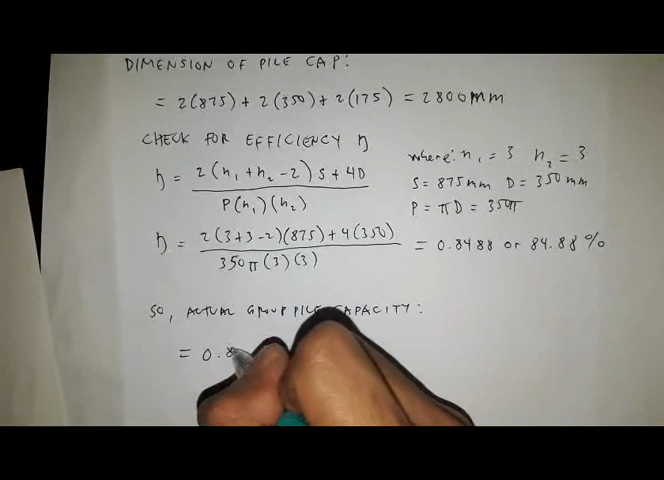 DIMENSION OF PILE CAP:
= 2(875) + 2(350) + 2(175) = 2800mm
CHECK FOR EFFICIENCY η
η = 2(n₁ + n₂ - 2) S + 4D / P(n₁)(n₂)
where: n₁ = 3 n₂ = 3
S = 875mm D = 350mm
P = πD = 350π
η = 2(3+3-2)(875) + 4(350) / 350π(3)(3) = 0.8488 or 84.88%
SO, ACTUAL GROUP PILE CAPACITY:
= 0.8